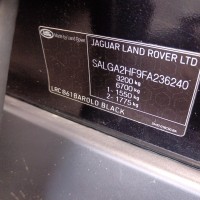 JAGUAR LAND ROVER LTD
SALGA2HF9FA236240
3200 kg
6700 kg
1- 1550 kg
2- 1775 kg
LRC 861 BAROLO BLACK